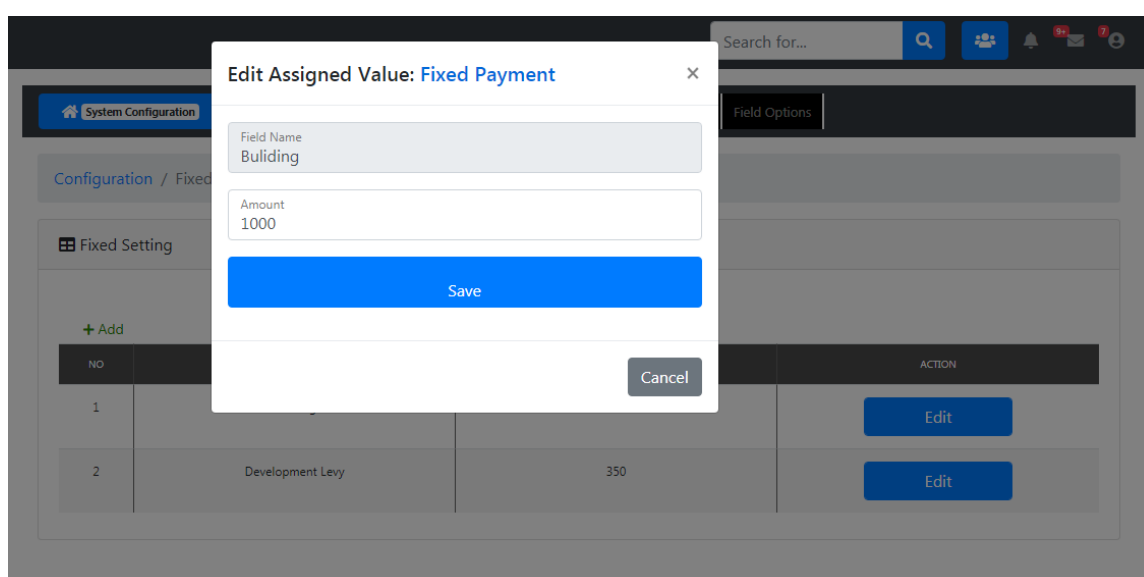 Search for...
9+
7
Edit Assigned Value: Fixed Payment
×
System Configuration
Field Options
Field Name
Buliding
Configuration / Fixed
Amount
1000
Fixed Setting
Save
+ Add
NO
ACTION
Cancel
1
Edit
2 Development Levy 350 Edit